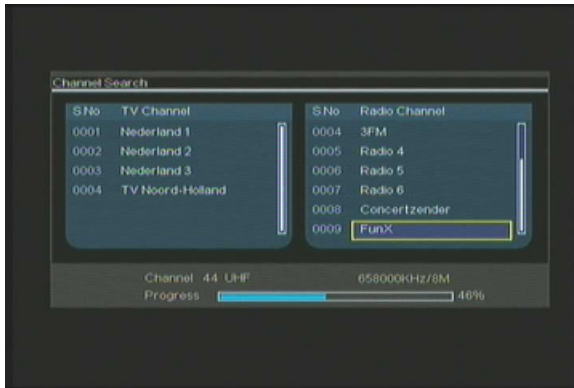 Channel Search
S.No TV Channel
0001 Nederland 1
0002 Nederland 2
0003 Nederland 3
0004 TV Noord-Holland
S.No Radio Channel
0004 3FM
0005 Radio 4
0006 Radio 5
0007 Radio 6
0008 Concertzender
0009 FunX
Channel 44 UHF 658000KHz/8M
Progress 46%